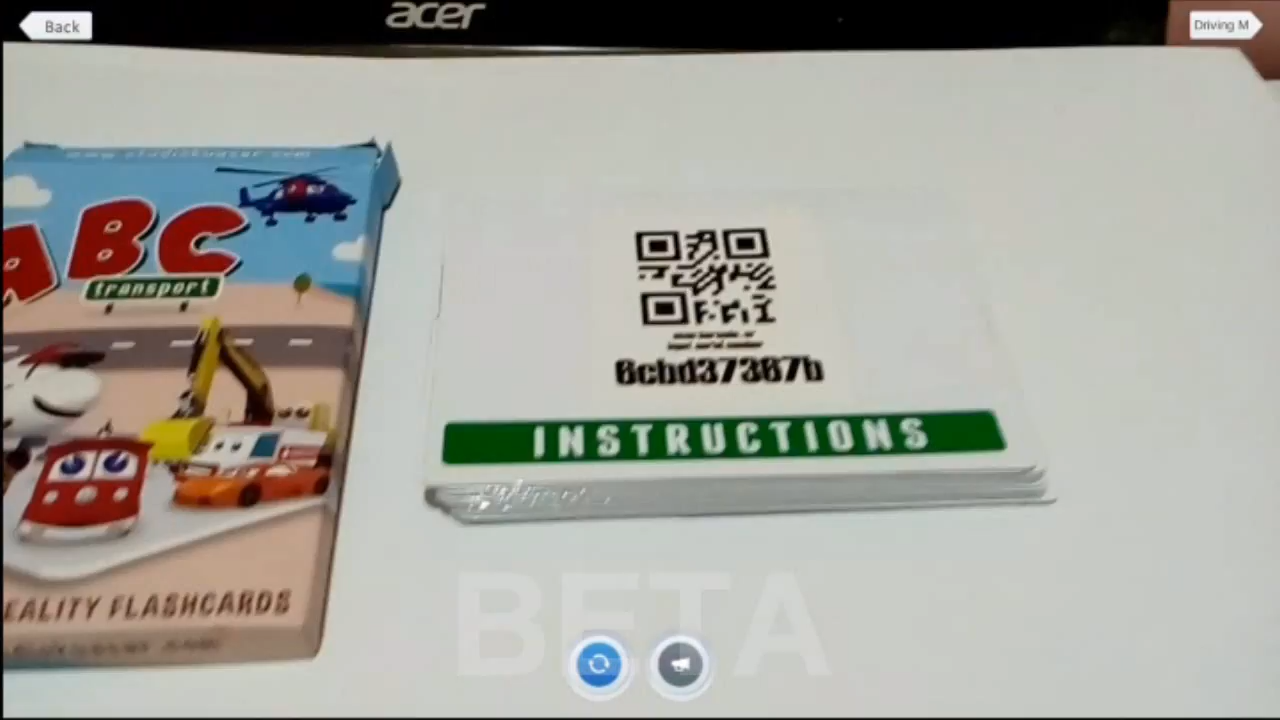 Back
acer
Driving M
ABC
transport
6cbd37367b
INSTRUCTIONS
EALITY FLASHCARDS
BETA